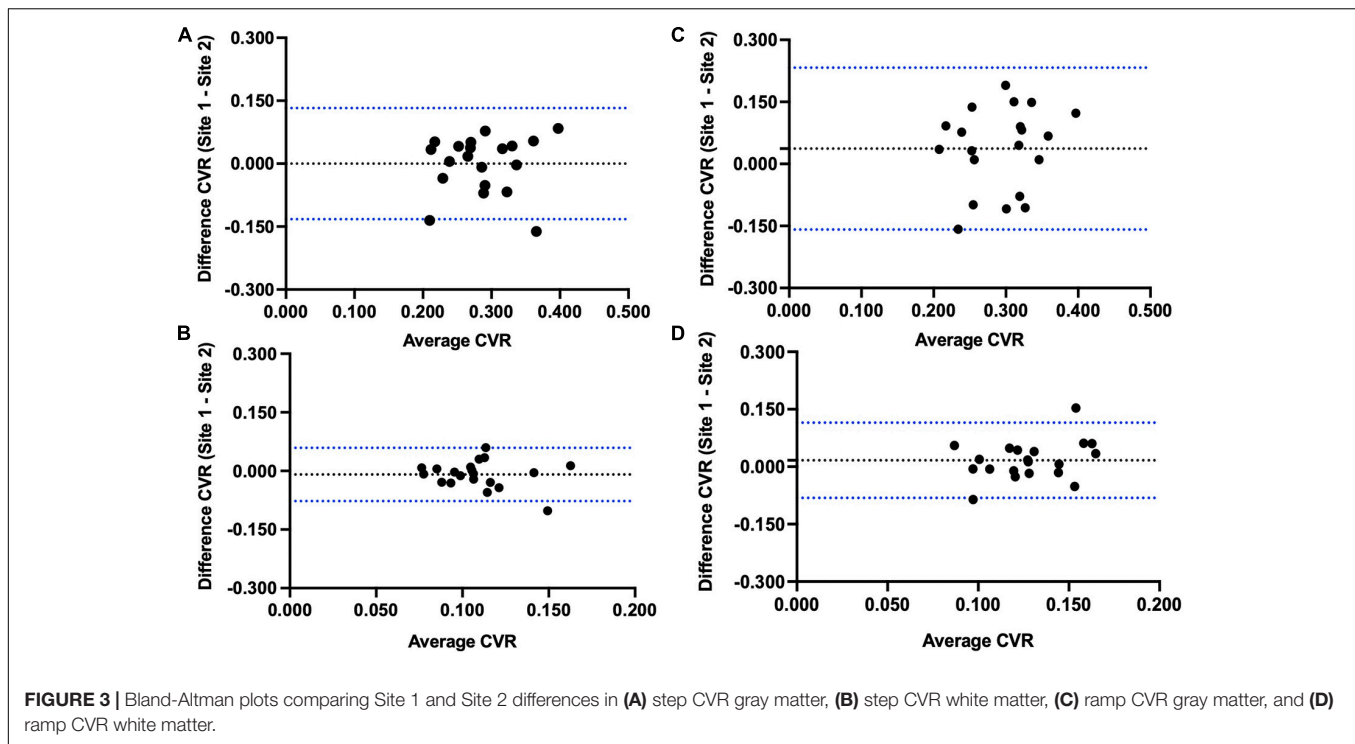 A
Difference CVR (Site 1 - Site 2)
0.300
0.150
0.000
-0.150
-0.300
0.000 0.100 0.200 0.300 0.400 0.500
Average CVR
B
Difference CVR (Site 1 - Site 2)
0.300
0.150
0.000
-0.150
-0.300
0.000 0.050 0.100 0.150 0.200
Average CVR
C
Difference CVR (Site 1 - Site 2)
0.300
0.150
0.000
-0.150
-0.300
0.000 0.100 0.200 0.300 0.400 0.500
Average CVR
D
Difference CVR (Site 1 - Site 2)
0.300
0.150
0.000
-0.150
-0.300
0.000 0.050 0.100 0.150 0.200
Average CVR
FIGURE 3 | Bland-Altman plots comparing Site 1 and Site 2 differences in (A) step CVR gray matter, (B) step CVR white matter, (C) ramp CVR gray matter, and (D)
ramp CVR white matter.